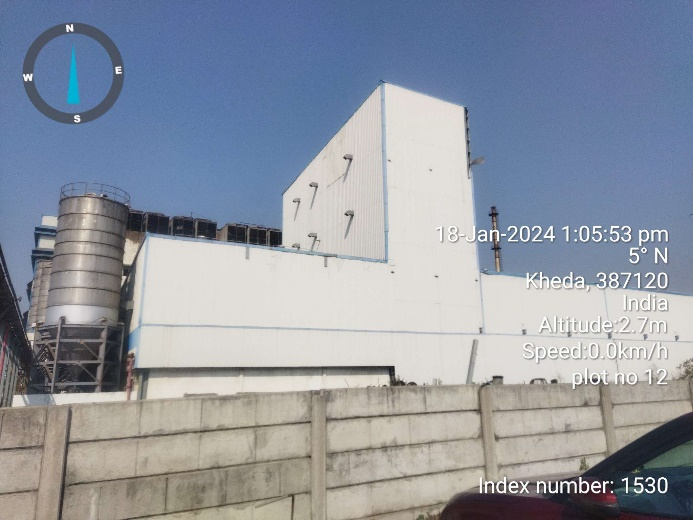 N
W
E
S
18-Jan-2024 1:05:53 pm
5° N
Kheda, 387120
India
Altitude:2.7m
Speed:0.0km/h
plot no 12
Index number: 1530